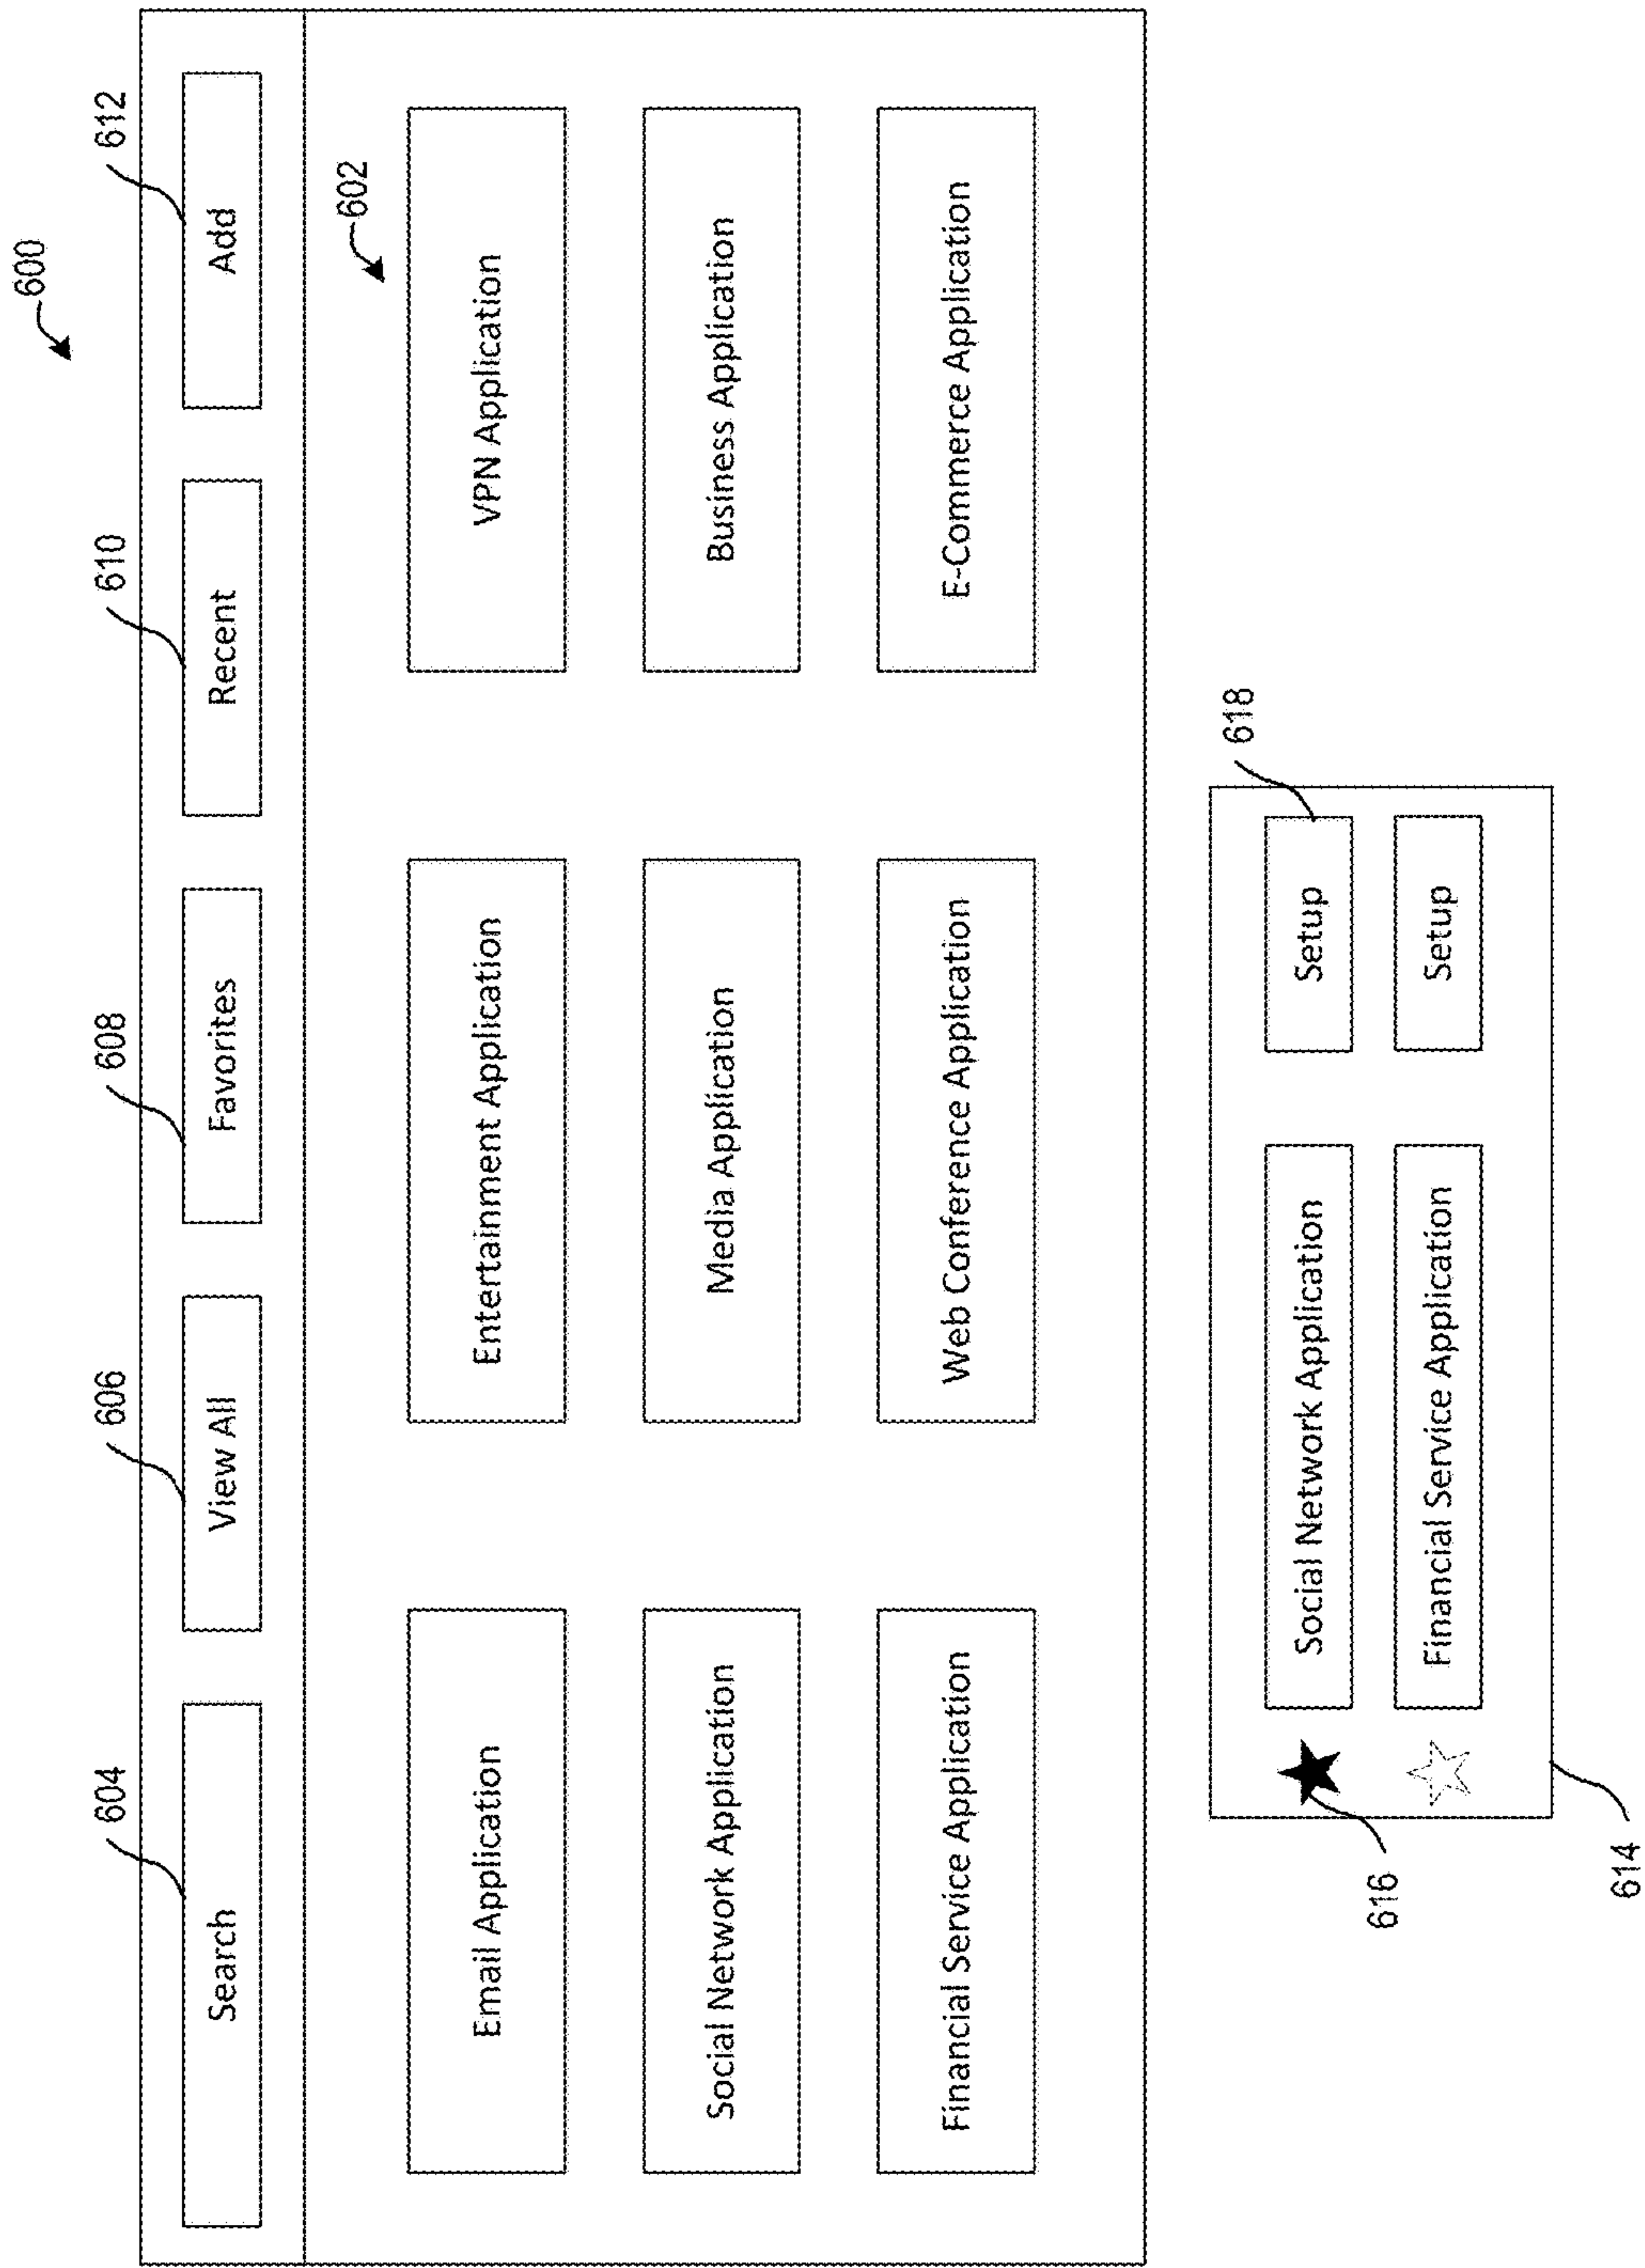 600
604
606
608
610
612
Search
View All
Favorites
Recent
Add
602
Email Application
Entertainment Application
VPN Application
Social Network Application
Media Application
Business Application
Financial Service Application
Web Conference Application
E-Commerce Application
618
Social Network Application
Setup
616
Financial Service Application
Setup
614